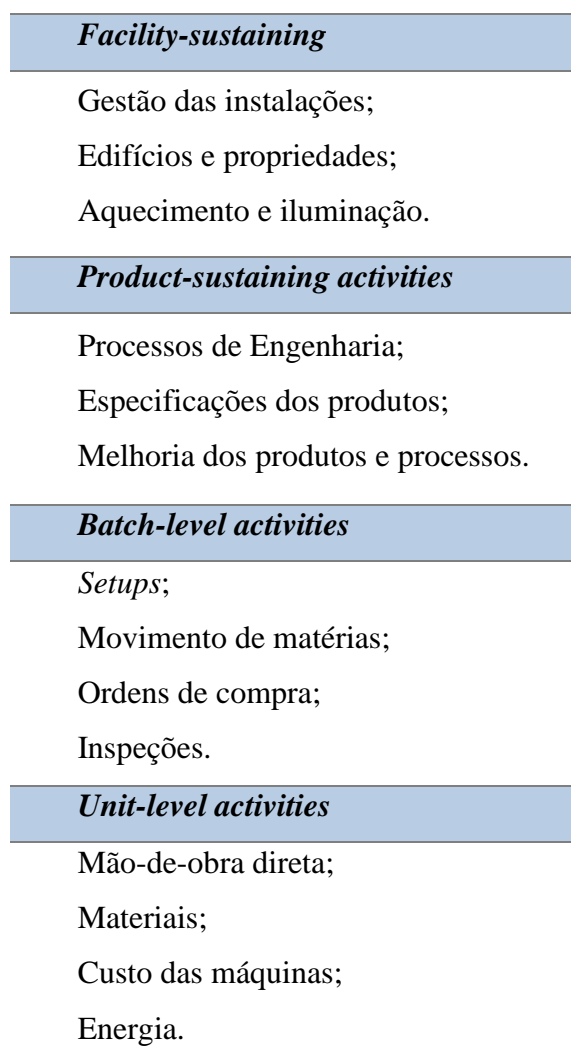 Facility-sustaining
Gestão das instalações;
Edifícios e propriedades;
Aquecimento e iluminação.
Product-sustaining activities
Processos de Engenharia;
Especificações dos produtos;
Melhoria dos produtos e processos.
Batch-level activities
Setups;
Movimento de matérias;
Ordens de compra;
Inspeções.
Unit-level activities
Mão-de-obra direta;
Materiais;
Custo das máquinas;
Energia.